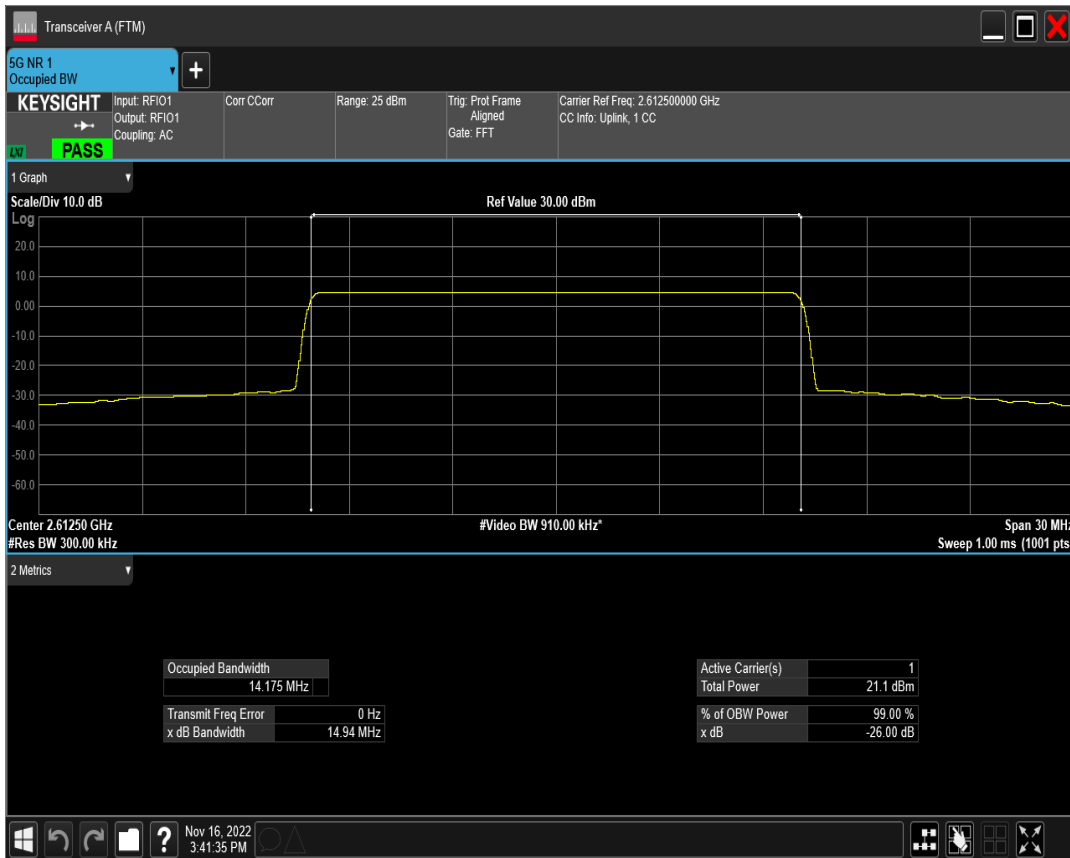 Transceiver A (FTM)
5G NR 1
Occupied BW
+
KEYSIGHT
Input: RFIO1
Output: RFIO1
Coupling: AC
Corr CCorr
Range: 25 dBm
Trig: Prot Frame
Aligned
Gate: FFT
Carrier Ref Freq: 2.612500000 GHz
CC Info: Uplink, 1 CC
LXI
PASS
1 Graph
Scale/Div 10.0 dB
Ref Value 30.00 dBm
Log
20.0
10.0
0.00
-10.0
-20.0
-30.0
-40.0
-50.0
-60.0
Center 2.61250 GHz
#Video BW 910.00 kHz*
Span 30 MHz
#Res BW 300.00 kHz
Sweep 1.00 ms (1001 pts
2 Metrics
Occupied Bandwidth
14.175 MHz
Transmit Freq Error 0 Hz
x dB Bandwidth 14.94 MHz
Active Carrier(s) 1
Total Power 21.1 dBm
% of OBW Power 99.00 %
x dB -26.00 dB
?
Nov 16, 2022
3:41:35 PM